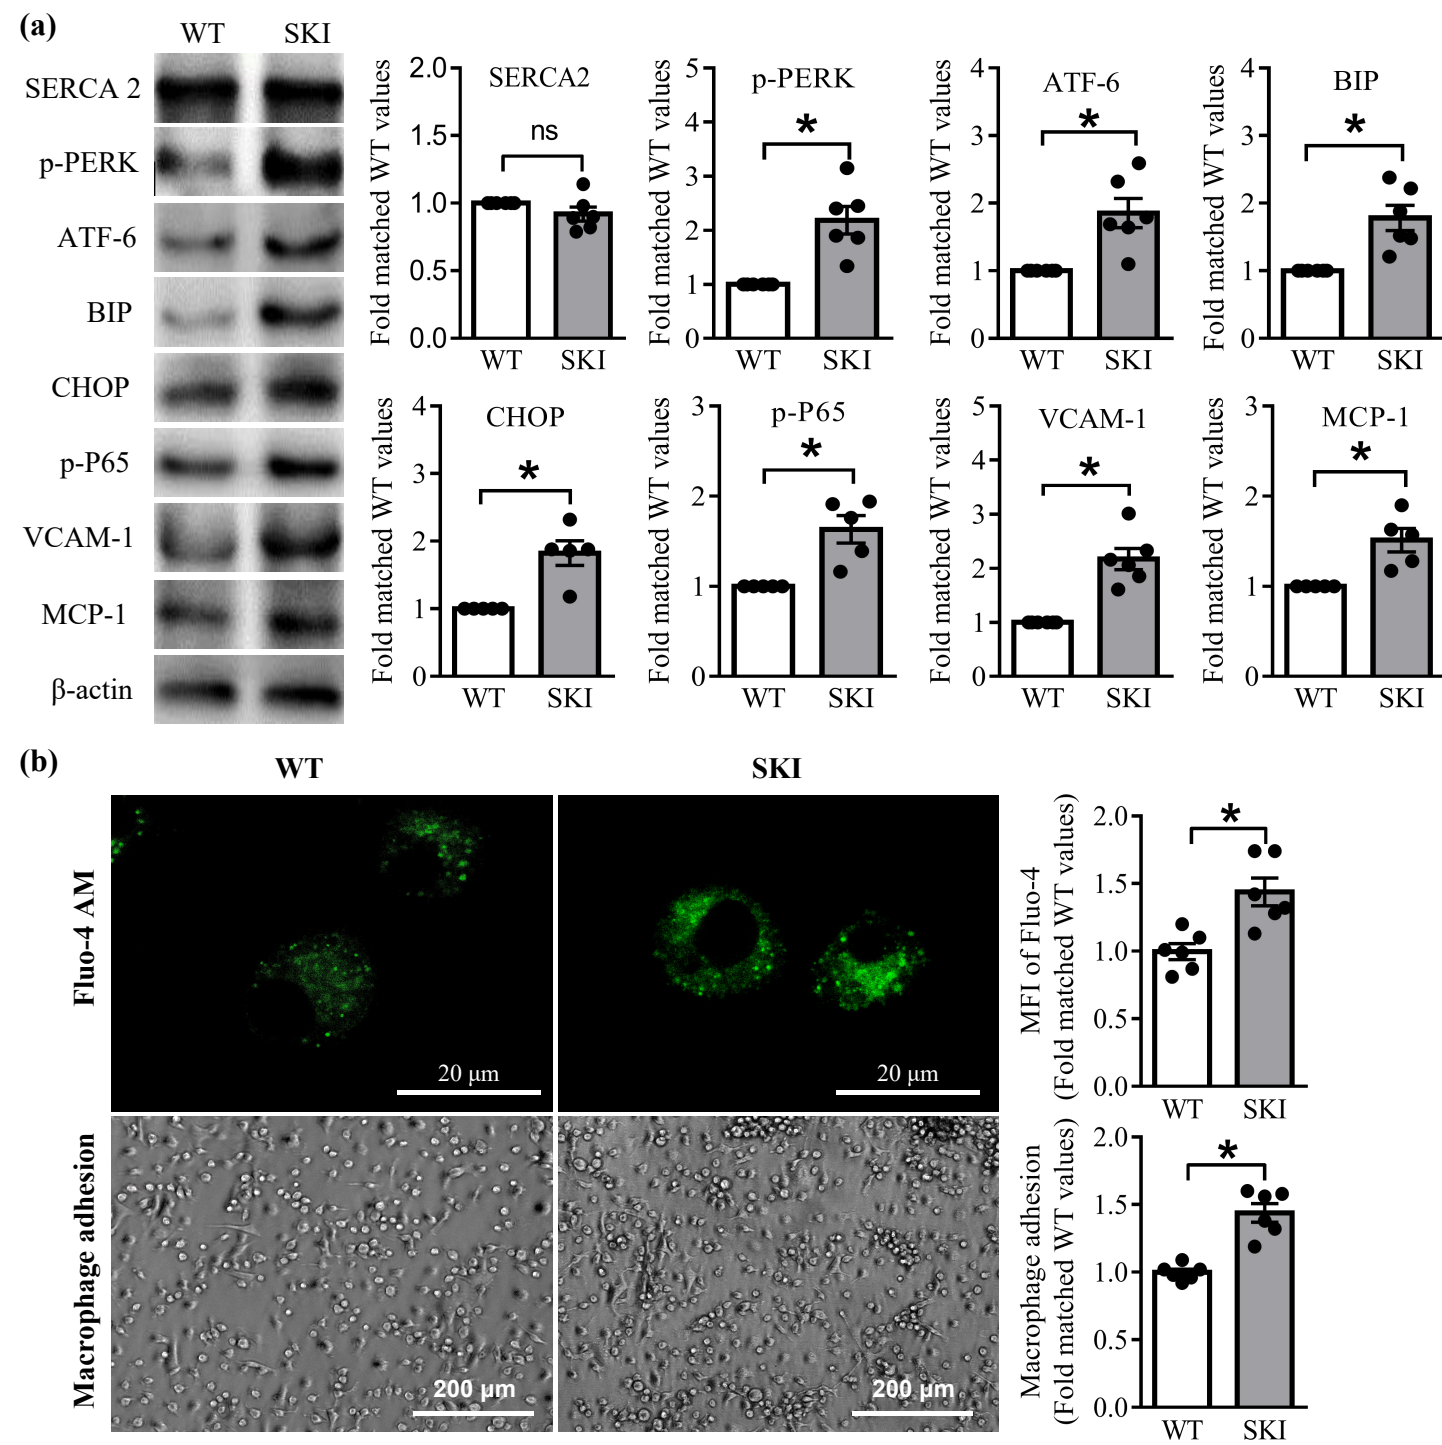 (a)
WT SKI
SERCA 2
p-PERK
ATF-6
BIP
CHOP
p-P65
VCAM-1
MCP-1
β-actin
Fold matched WT values
2.0
1.5
1.0
0.5
0.0
SERCA2
ns
WT SKI
Fold matched WT values
5
4
3
2
1
0
p-PERK
*
WT SKI
Fold matched WT values
4
3
2
1
0
ATF-6
*
WT SKI
Fold matched WT values
4
3
2
1
0
BIP
*
WT SKI
Fold matched WT values
4
3
2
1
0
CHOP
*
WT SKI
Fold matched WT values
3
2
1
0
p-P65
*
WT SKI
Fold matched WT values
5
4
3
2
1
0
VCAM-1
*
WT SKI
Fold matched WT values
3
2
1
0
MCP-1
*
WT SKI
(b)
WT SKI
Fluo-4 AM
20 μm
20 μm
MFI of Fluo-4
(Fold matched WT values)
2.0
1.5
1.0
0.5
0.0
*
WT SKI
Macrophage adhesion
200 μm
200 μm
Macrophage adhesion
(Fold matched WT values)
2.0
1.5
1.0
0.5
0.0
*
WT SKI